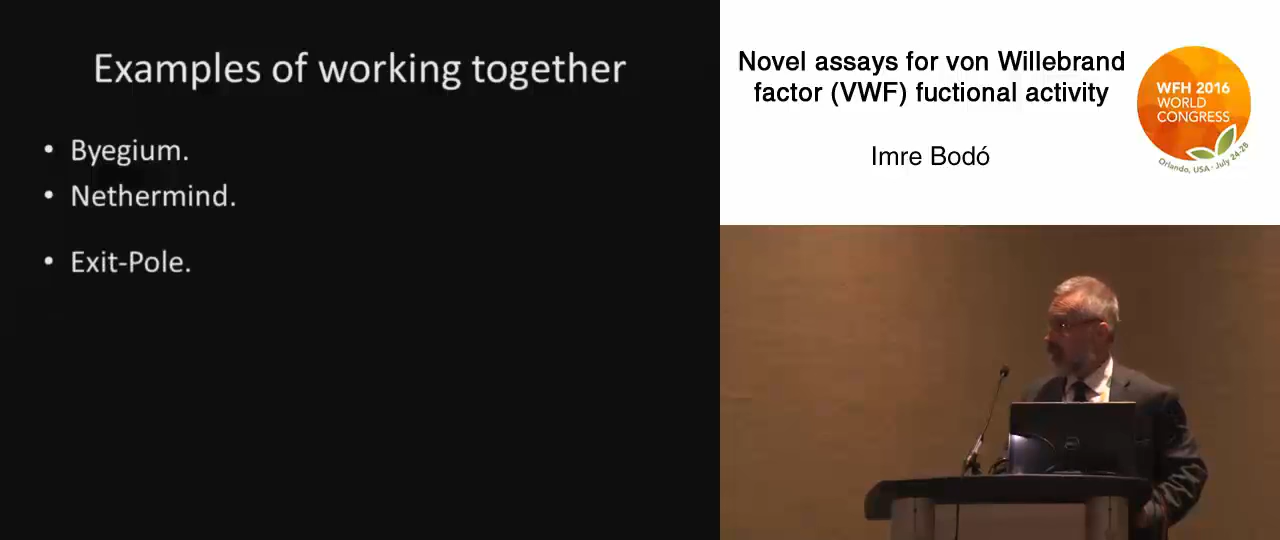 Examples of working together
• Byegium.
• Nethermind.
• Exit-Pole.
Novel assays for von Willebrand
factor (VWF) fuctional activity
Imre Bodó
WFH 2016
WORLD
CONGRESS
Orlando, USA · July 24-28